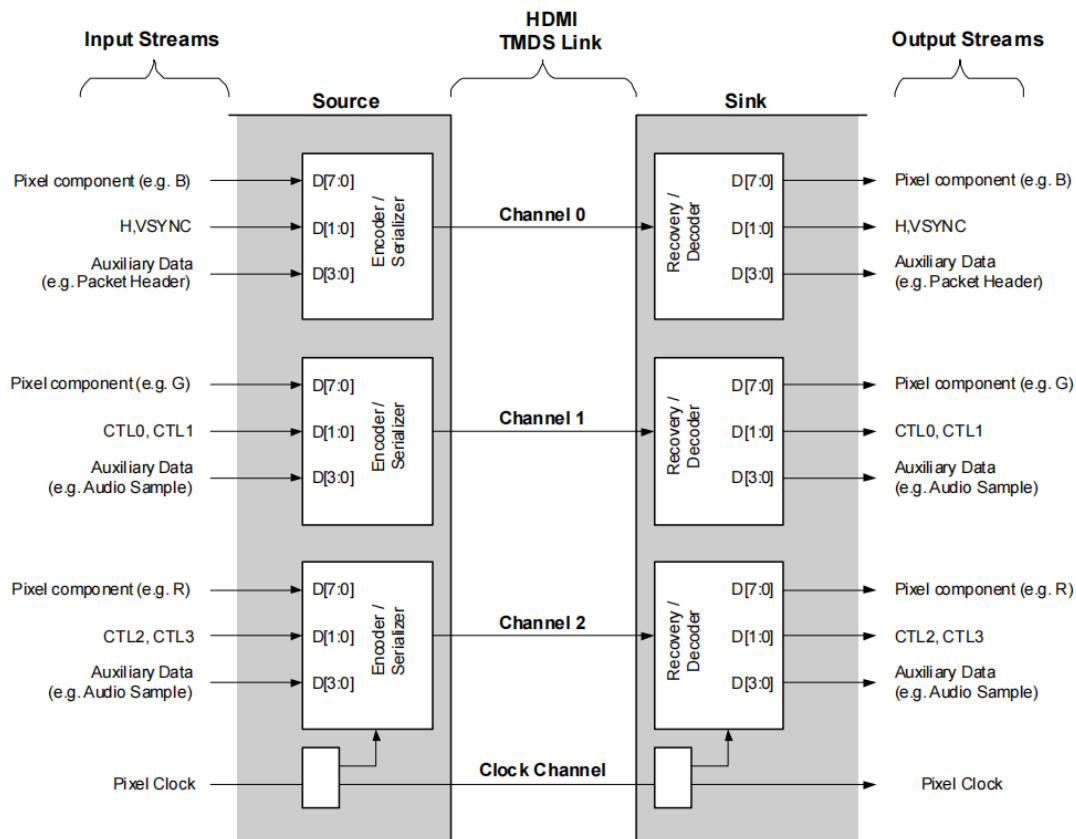 HDMI
TMDS Link
Input Streams
Output Streams
Source
Sink
Pixel component (e.g. B)
H,VSYNC
Auxiliary Data
(e.g. Packet Header)
D[7:0]
D[1:0]
D[3:0]
Encoder /
Serializer
Channel 0
Recovery /
Decoder
D[7:0]
D[1:0]
D[3:0]
Pixel component (e.g. B)
H,VSYNC
Auxiliary Data
(e.g. Packet Header)
Pixel component (e.g. G)
CTL0, CTL1
Auxiliary Data
(e.g. Audio Sample)
D[7:0]
D[1:0]
D[3:0]
Encoder /
Serializer
Channel 1
Recovery /
Decoder
D[7:0]
D[1:0]
D[3:0]
Pixel component (e.g. G)
CTL0, CTL1
Auxiliary Data
(e.g. Audio Sample)
Pixel component (e.g. R)
CTL2, CTL3
Auxiliary Data
(e.g. Audio Sample)
D[7:0]
D[1:0]
D[3:0]
Encoder /
Serializer
Channel 2
Recovery /
Decoder
D[7:0]
D[1:0]
D[3:0]
Pixel component (e.g. R)
CTL2, CTL3
Auxiliary Data
(e.g. Audio Sample)
Pixel Clock
Clock Channel
Pixel Clock